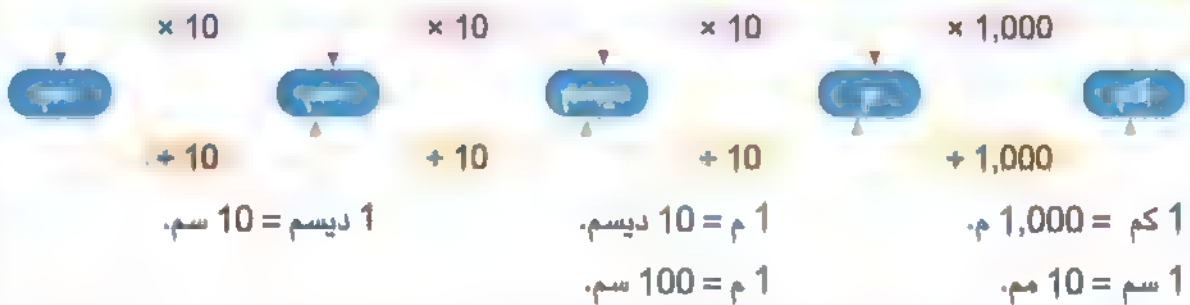 × 1,000 × 10 × 10 × 10
÷ 1,000 ÷ 10 ÷ 10 ÷ 10
1 كم = 1,000 م. 1 م = 10 ديسم. 1 ديسم = 10 سم.
1 سم = 10 مم. 1 م = 100 سم.